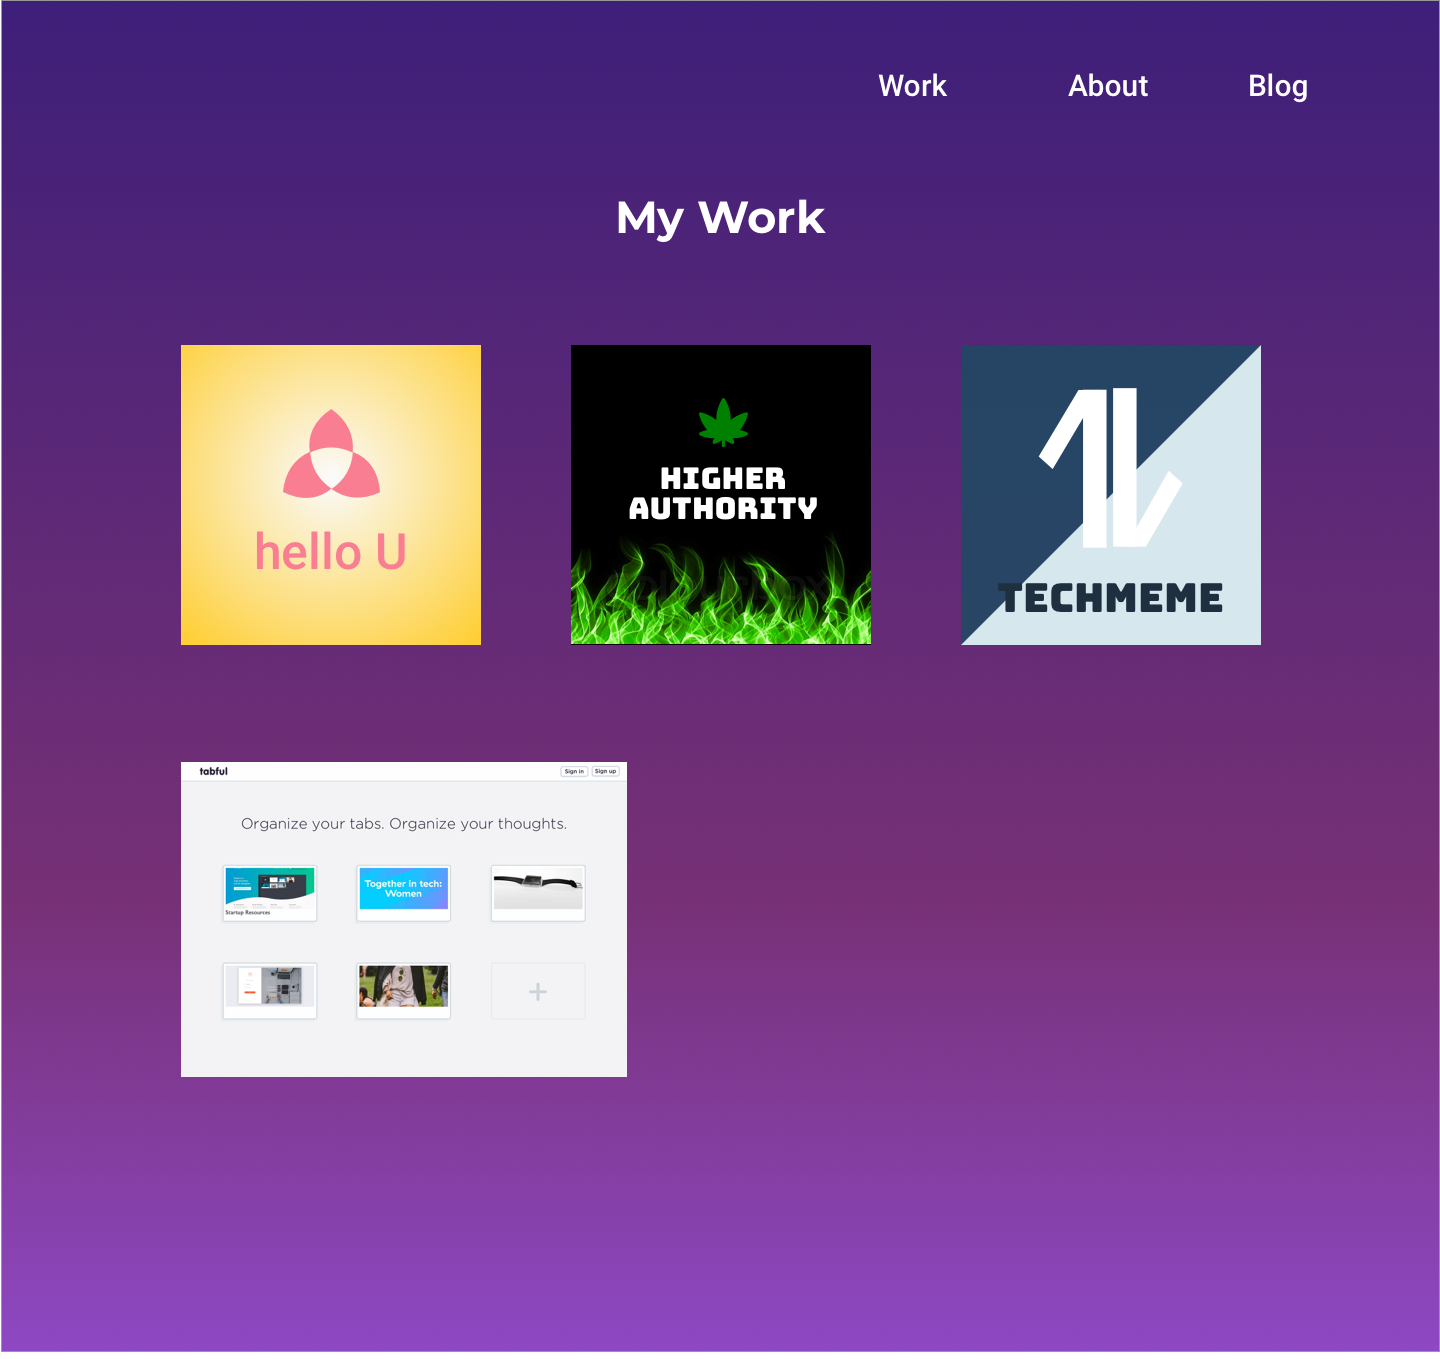 Work About Blog
My Work
hello U
HIGHER
AUTHORITY
TECHMEME
tabful Sign in Sign up
Organize your tabs. Organize your thoughts.
Together in tech:
Women
Startup Resources